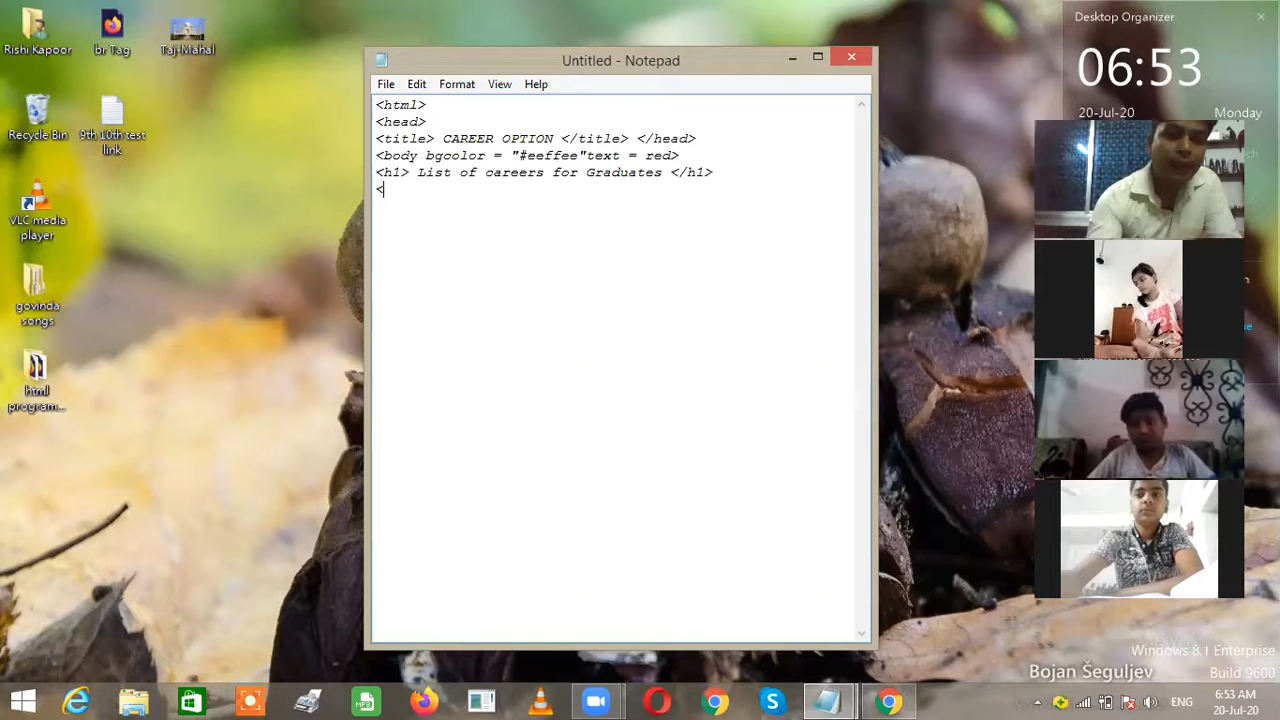 Rishi Kapoor
br Tag
Taj-Mahal
Recycle Bin
9th 10th test
link
VLC media
player
govinda
songs
html
program...
Untitled - Notepad
File Edit Format View Help
<html>
<head>
<title> CAREER OPTION </title> </head>
<body bgcolor = "#eeffee"text = red>
<h1> List of careers for Graduates </h1>
<
Desktop Organizer
06:53
20-Jul-20 Monday
Windows 8.1 Enterprise
Bojan Šeguljev
Build 9600
MP3
ENG
6:53 AM
20-Jul-20